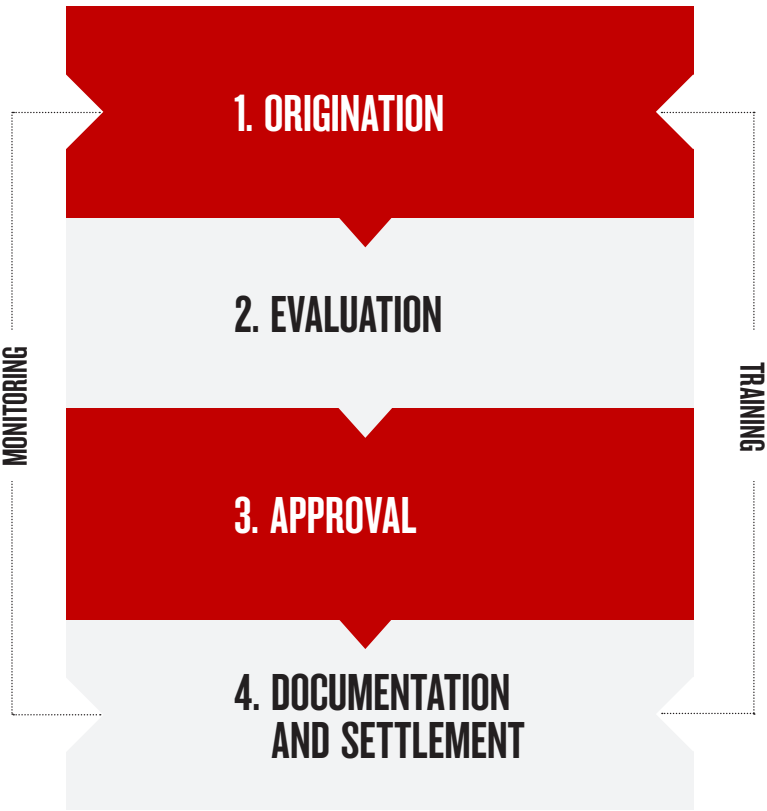 1. ORIGINATION
2. EVALUATION
MONITORING
TRAINING
3. APPROVAL
4. DOCUMENTATION
AND SETTLEMENT